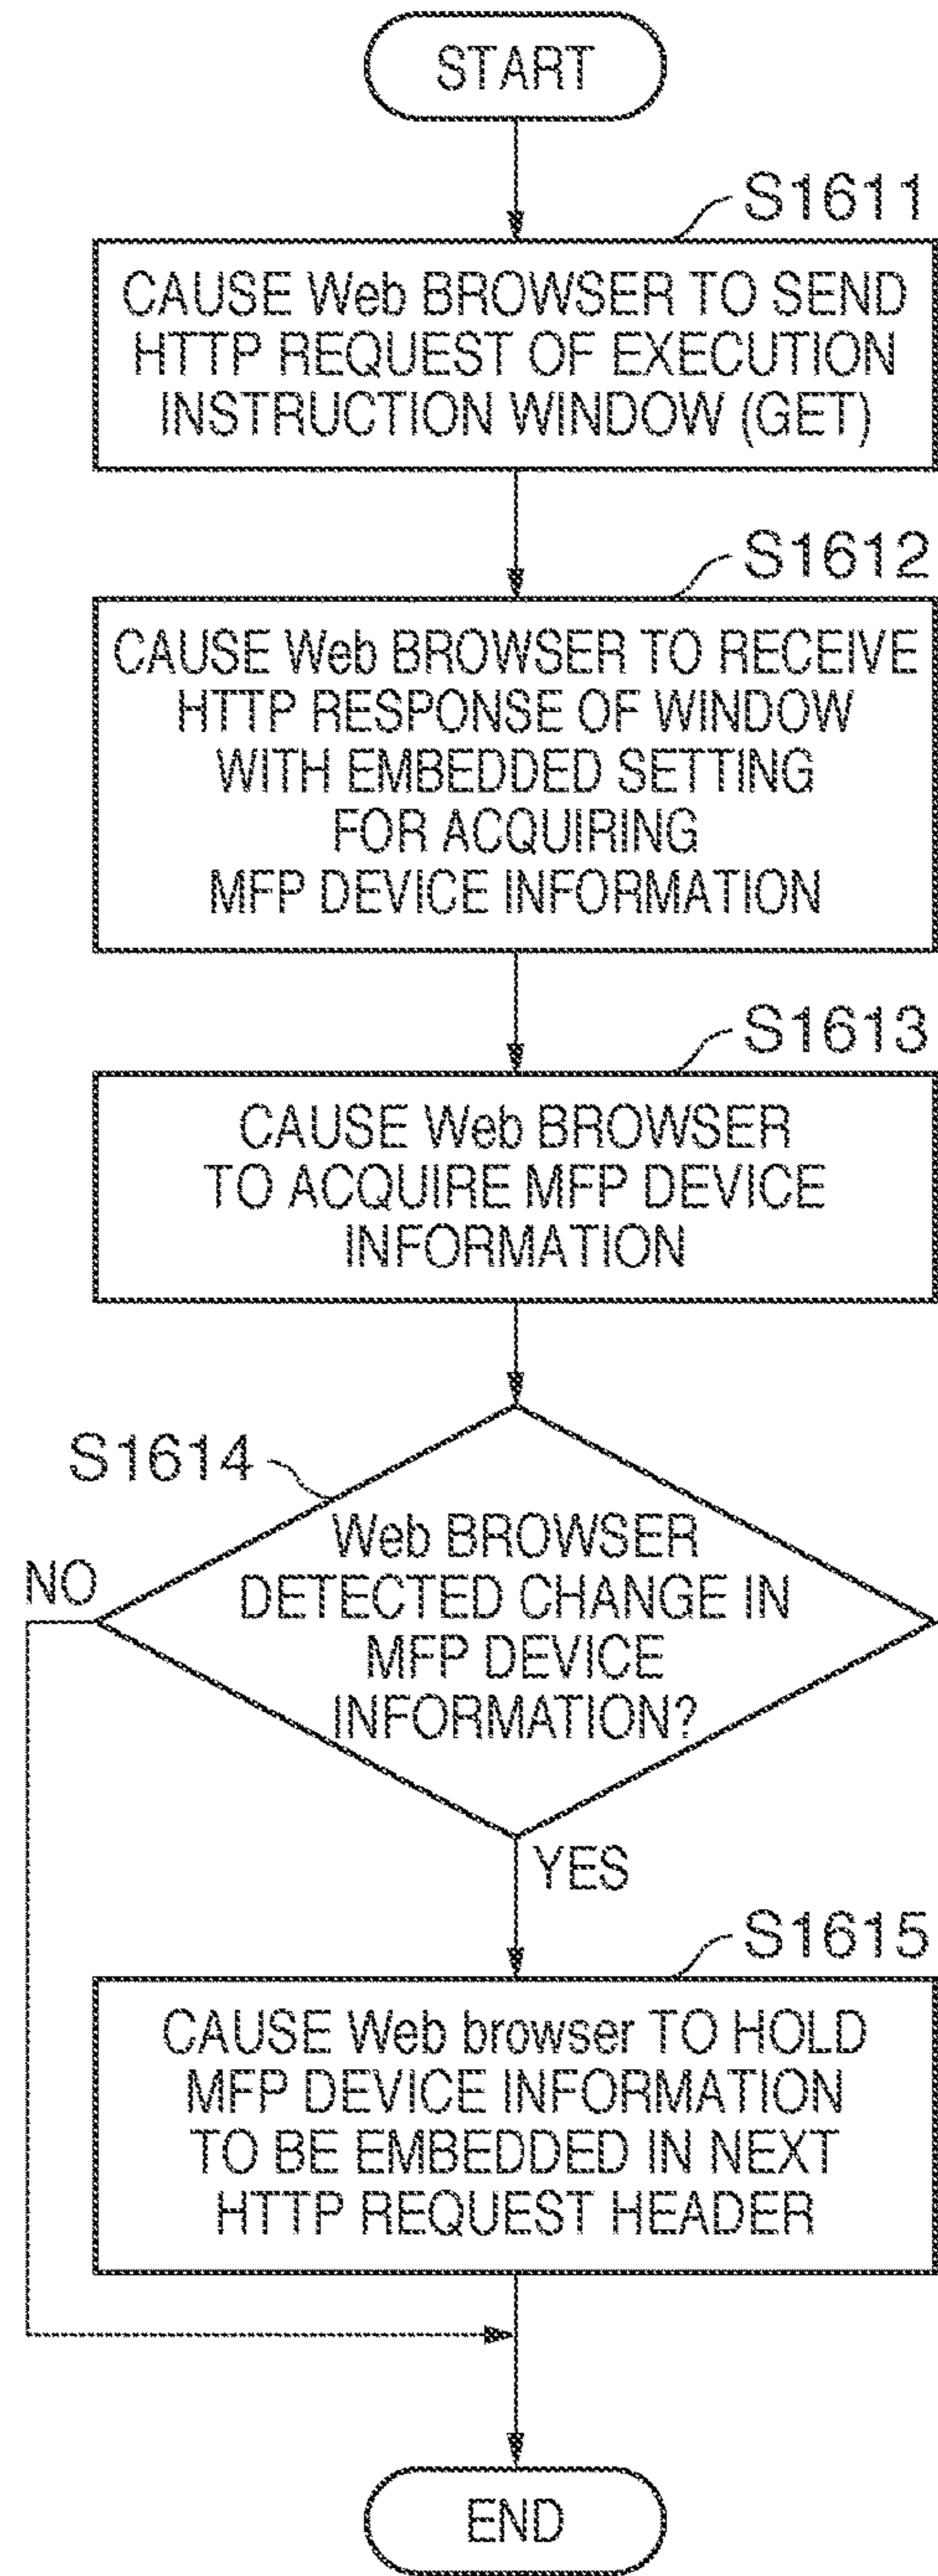 START
S1611
CAUSE Web BROWSER TO SEND
HTTP REQUEST OF EXECUTION
INSTRUCTION WINDOW (GET)
S1612
CAUSE Web BROWSER TO RECEIVE
HTTP RESPONSE OF WINDOW
WITH EMBEDDED SETTING
FOR ACQUIRING
MFP DEVICE INFORMATION
S1613
CAUSE Web BROWSER
TO ACQUIRE MFP DEVICE
INFORMATION
S1614
Web BROWSER
DETECTED CHANGE IN
MFP DEVICE
INFORMATION?
NO
YES
S1615
CAUSE Web browser TO HOLD
MFP DEVICE INFORMATION
TO BE EMBEDDED IN NEXT
HTTP REQUEST HEADER
END